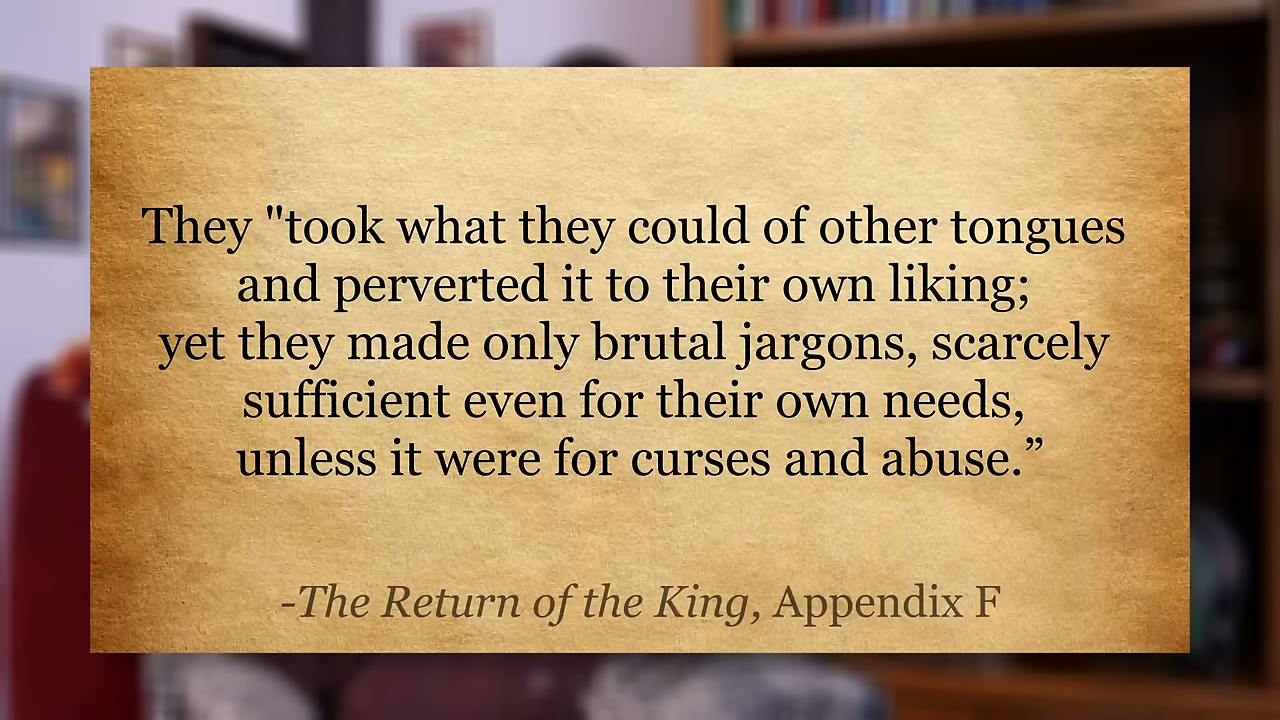 They "took what they could of other tongues
and perverted it to their own liking;
yet they made only brutal jargons, scarcely
sufficient even for their own needs,
unless it were for curses and abuse.”
-The Return of the King, Appendix F